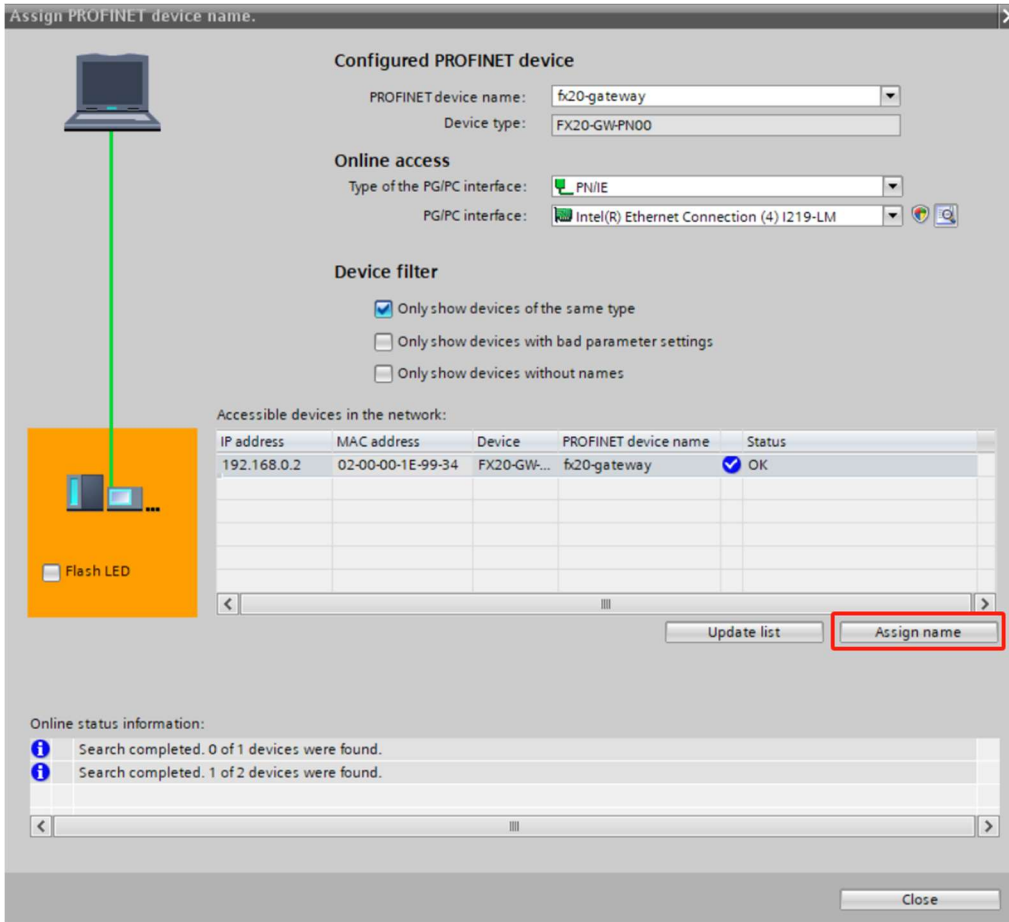 Assign PROFINET device name.
Configured PROFINET device
PROFINET device name: fx20-gateway
Device type: FX20-GW-PN00
Online access
Type of the PG/PC interface: PN/IE
PG/PC interface: Intel(R) Ethernet Connection (4) I219-LM
Device filter
Only show devices of the same type
Only show devices with bad parameter settings
Only show devices without names
Accessible devices in the network:
IP address MAC address Device PROFINET device name Status
192.168.0.2 02-00-00-1E-99-34 FX20-GW-... fx20-gateway OK
Flash LED
Update list Assign name
Online status information:
Search completed. 0 of 1 devices were found.
Search completed. 1 of 2 devices were found.
Close